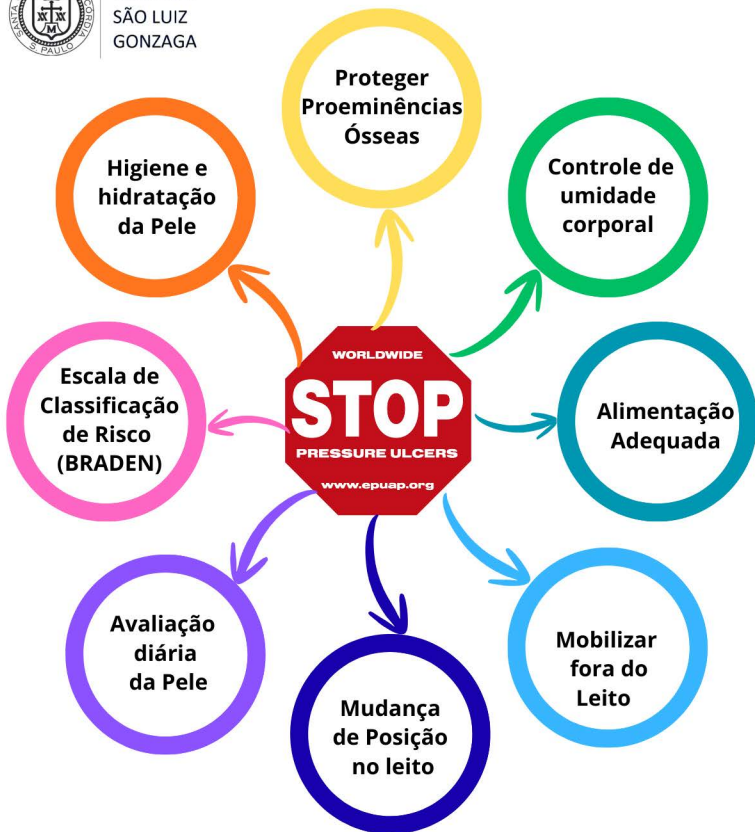 SÃO LUIZ
GONZAGA
SANTA
S. PAULO
Proteger
Proeminências
Ósseas
Controle de
umidade
corporal
Alimentação
Adequada
Mobilizar
fora do
Leito
Mudança
de Posição
no leito
Avaliação
diária
da Pele
Escala de
Classificação
de Risco
(BRADEN)
Higiene e
hidratação
da Pele
WORLDWIDE
STOP
PRESSURE ULCERS
www.epuap.org